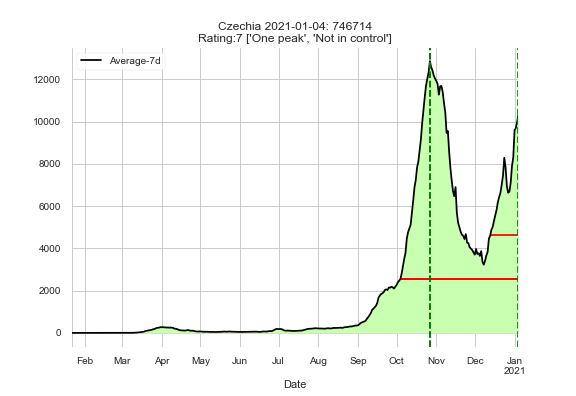 Czechia 2021-01-04: 746714
Rating:7 ['One peak', 'Not in control']
Average-7d
12000
10000
8000
6000
4000
2000
0
Feb Mar Apr May Jun Jul Aug Sep Oct Nov Dec Jan
2021
Date